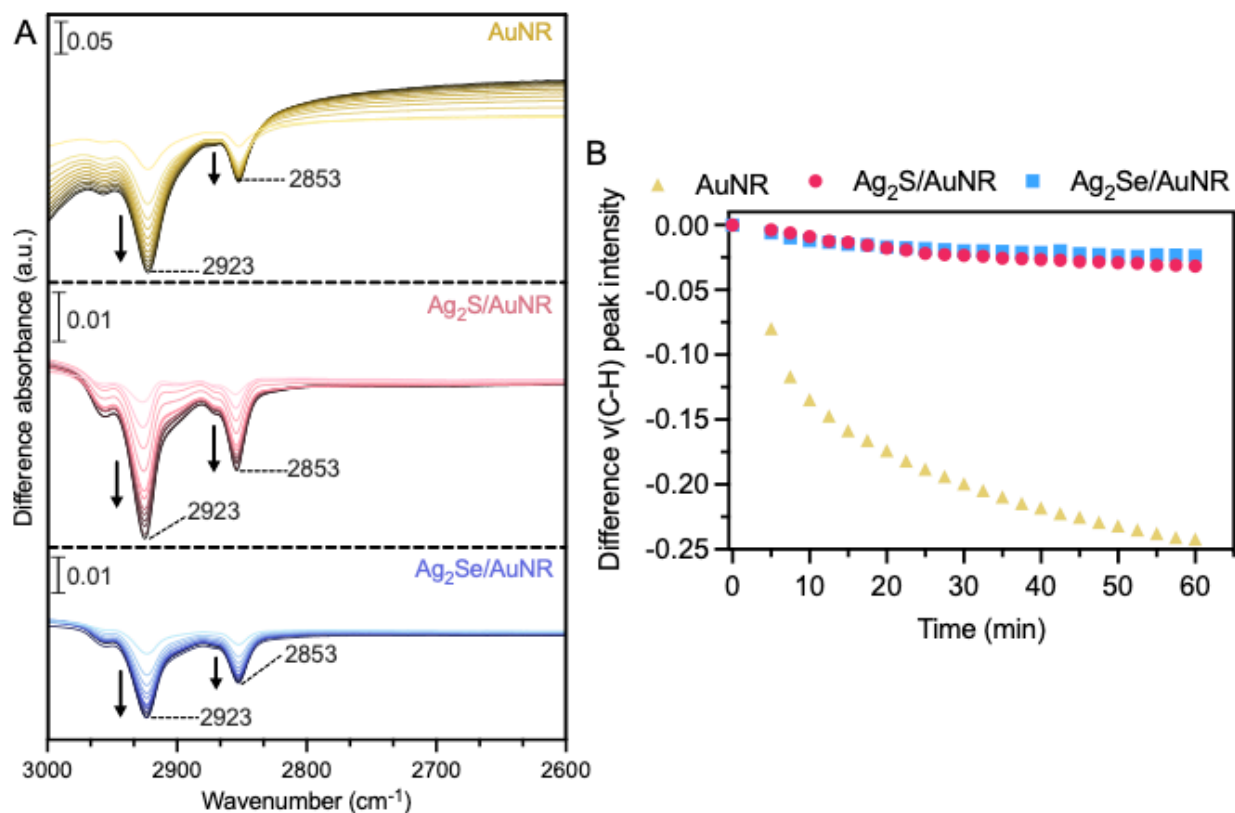 A
0.05
AuNR
2853
2923
0.01
Ag₂S/AuNR
2853
2923
0.01
Ag₂Se/AuNR
2853
2923
Difference absorbance (a.u.)
3000 2900 2800 2700 2600
Wavenumber (cm⁻¹)
B
AuNR Ag₂S/AuNR Ag₂Se/AuNR
0.00
-0.05
-0.10
-0.15
-0.20
-0.25
Difference v(C-H) peak intensity
0 10 20 30 40 50 60
Time (min)